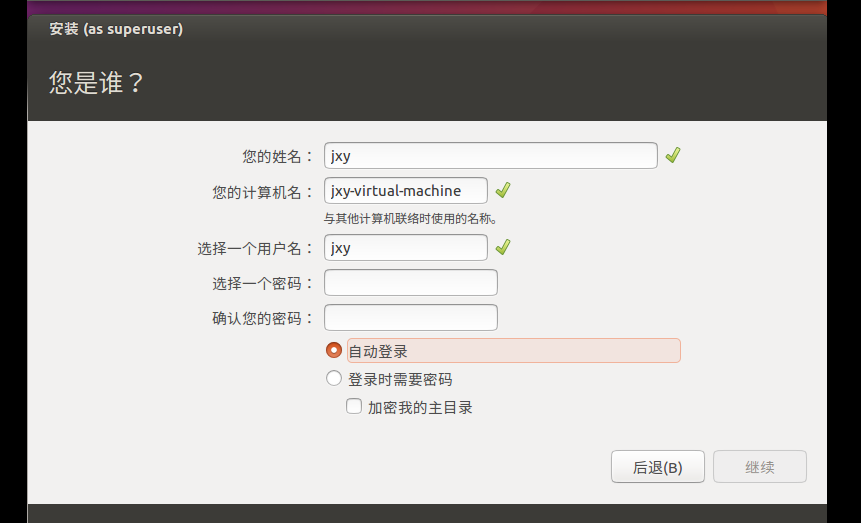 安装 (as superuser)
您是谁？
您的姓名： jxy
您的计算机名： jxy-virtual-machine
与其他计算机联络时使用的名称。
选择一个用户名： jxy
选择一个密码：
确认您的密码：
自动登录
登录时需要密码
加密我的主目录
后退(B) 继续